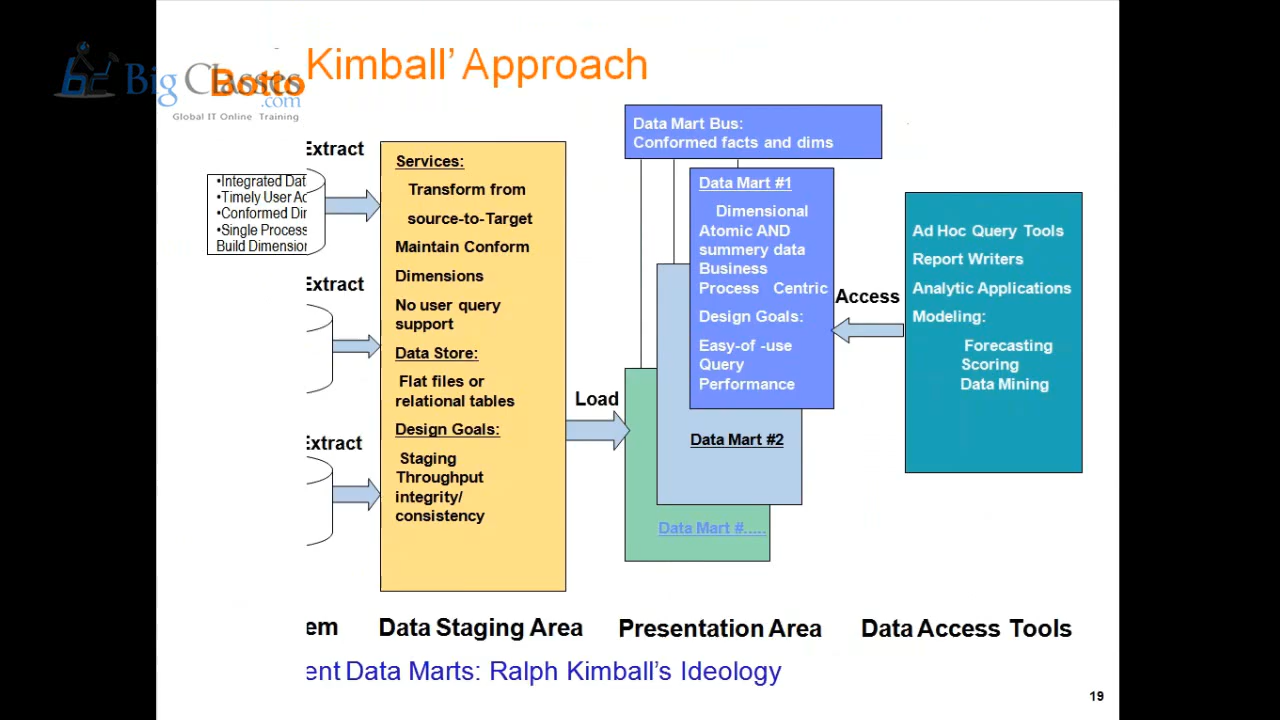 Kimball' Approach
Big Classes
.com
Global IT Online Training
Botto
Extract
•Integrated Dat
•Timely User Ac
•Conformed Dir
•Single Process
Build Dimension
Extract
Extract
Services:
Transform from
source-to-Target
Maintain Conform
Dimensions
No user query
support
Data Store:
Flat files or
relational tables
Design Goals:
Staging
Throughput
integrity/
consistency
Load
Data Mart Bus:
Conformed facts and dims
Data Mart #1
Dimensional
Atomic AND
summery data
Business
Process Centric
Design Goals:
Easy-of -use
Query
Performance
Data Mart #2
Data Mart #.....
Access
Ad Hoc Query Tools
Report Writers
Analytic Applications
Modeling:
Forecasting
Scoring
Data Mining
em
Data Staging Area
Presentation Area
Data Access Tools
ent Data Marts: Ralph Kimball's Ideology
19